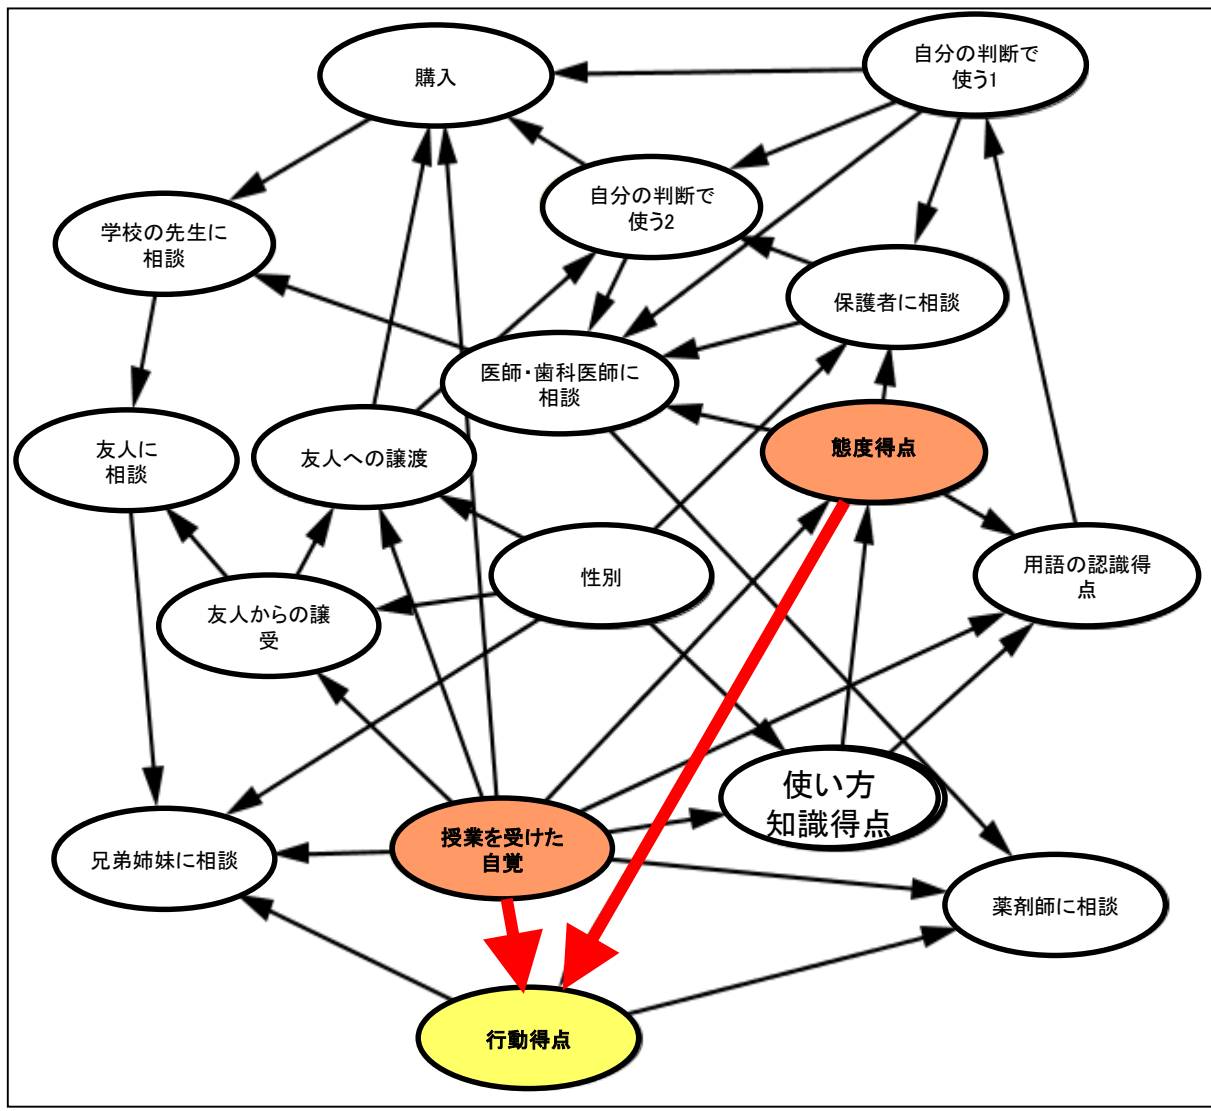 購入
自分の判断で
使う1
自分の判断で
使う2
学校の先生に
相談
保護者に相談
医師・歯科医師に
相談
友人に
相談
友人への譲渡
態度得点
性別
用語の認識得
点
友人からの譲
受
使い方
知識得点
授業を受けた
自覚
兄弟姉妹に相談
薬剤師に相談
行動得点